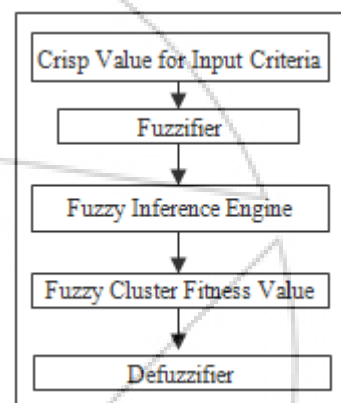 Crisp Value for Input Criteria
Fuzzifier
Fuzzy Inference Engine
Fuzzy Cluster Fitness Value
Defuzzifier